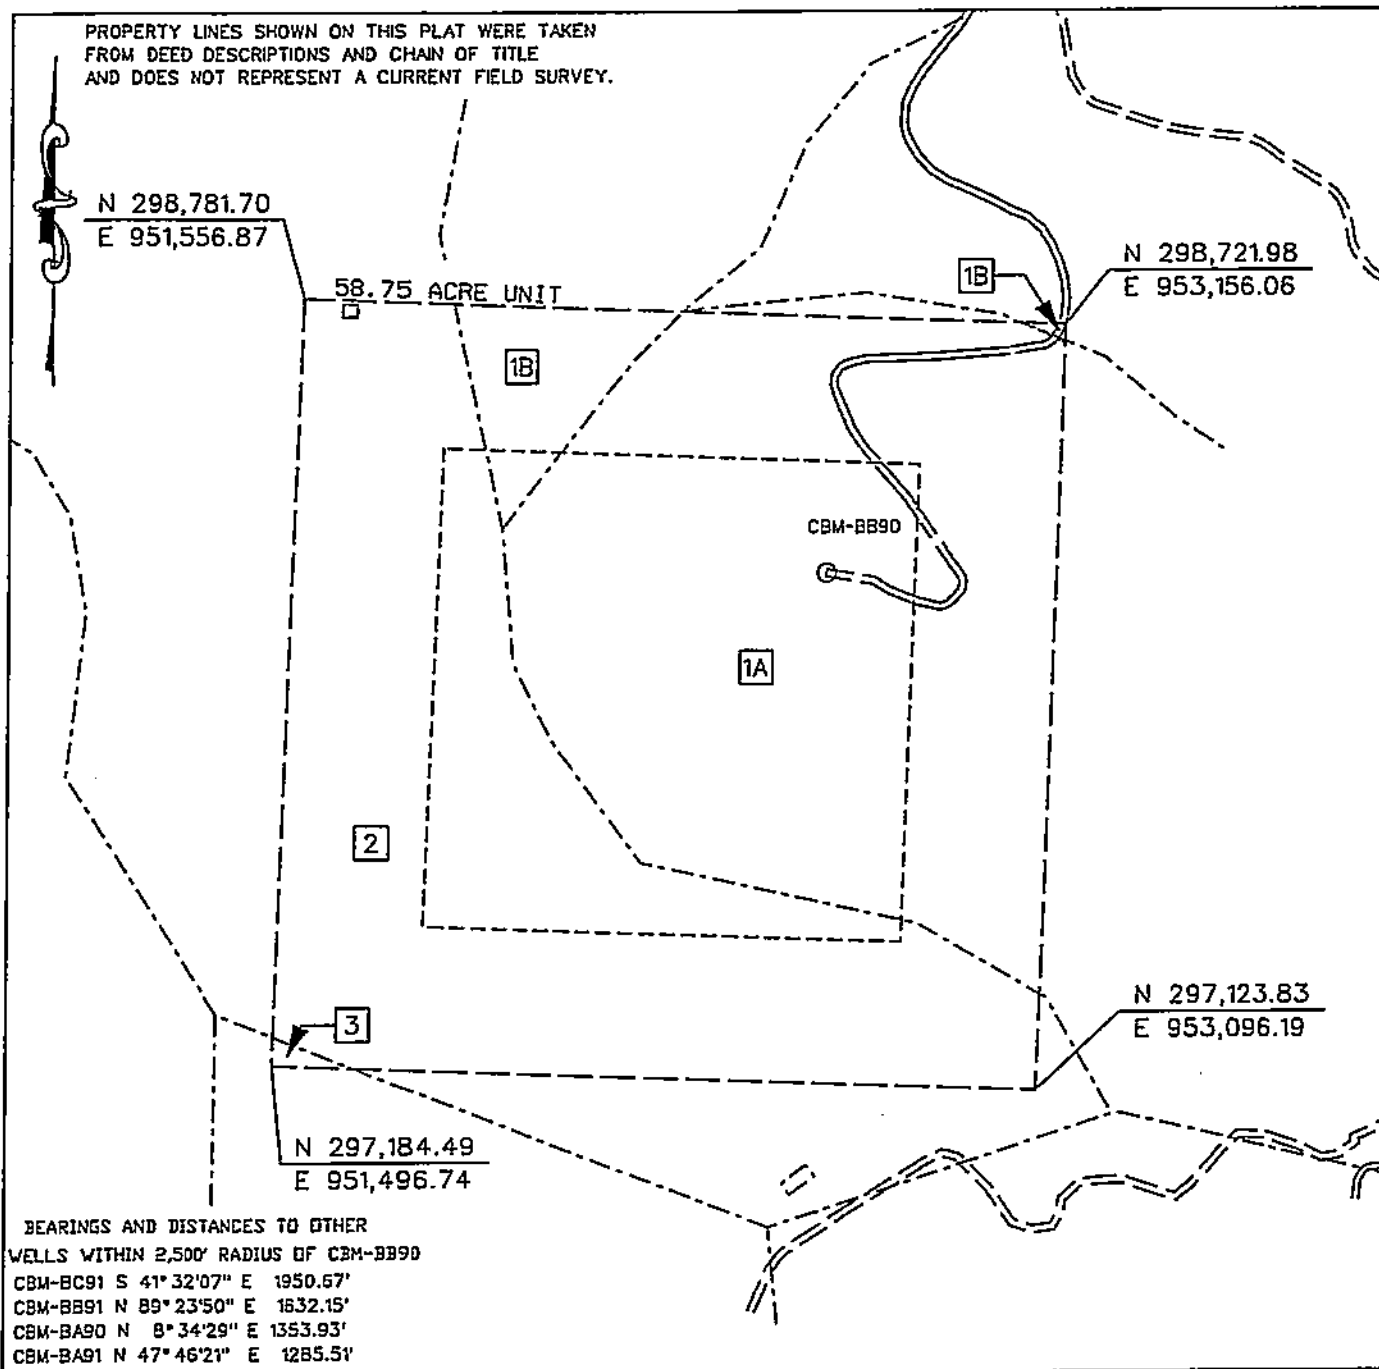 PROPERTY LINES SHOWN ON THIS PLAT WERE TAKEN
FROM DEED DESCRIPTIONS AND CHAIN OF TITLE
AND DOES NOT REPRESENT A CURRENT FIELD SURVEY.
N 298,781.70
E 951,556.87
N 298,721.98
E 953,156.06
1B
58.75 ACRE UNIT
1B
CBM-BB90
1A
2
3
N 297,123.83
E 953,096.19
N 297,184.49
E 951,496.74
BEARINGS AND DISTANCES TO OTHER
WELLS WITHIN 2,500' RADIUS OF CBM-BB90
CBM-BC91 S 41°32'07" E 1950.67'
CBM-BB91 N 89°23'50" E 1632.15'
CBM-BA90 N 8°34'29" E 1353.93'
CBM-BA91 N 47°46'21" E 1285.51'